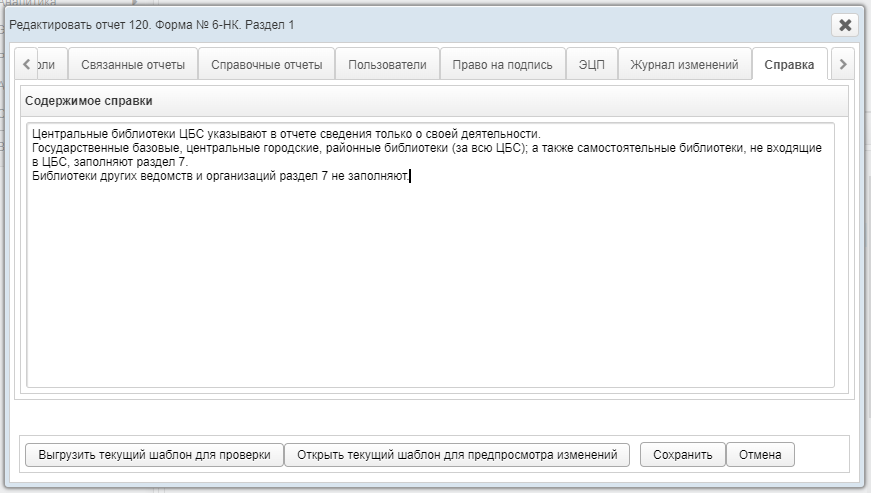 Редактировать отчет 120. Форма № 6-НК. Раздел 1
Связанные отчеты Справочные отчеты Пользователи Право на подпись ЭЦП Журнал изменений Справка
Содержимое справки
Центральные библиотеки ЦБС указывают в отчете сведения только о своей деятельности.
Государственные базовые, центральные городские, районные библиотеки (за всю ЦБС); а также самостоятельные библиотеки, не входящие
в ЦБС, заполняют раздел 7.
Библиотеки других ведомств и организаций раздел 7 не заполняют.
Выгрузить текущий шаблон для проверки Открыть текущий шаблон для предпросмотра изменений Сохранить Отмена